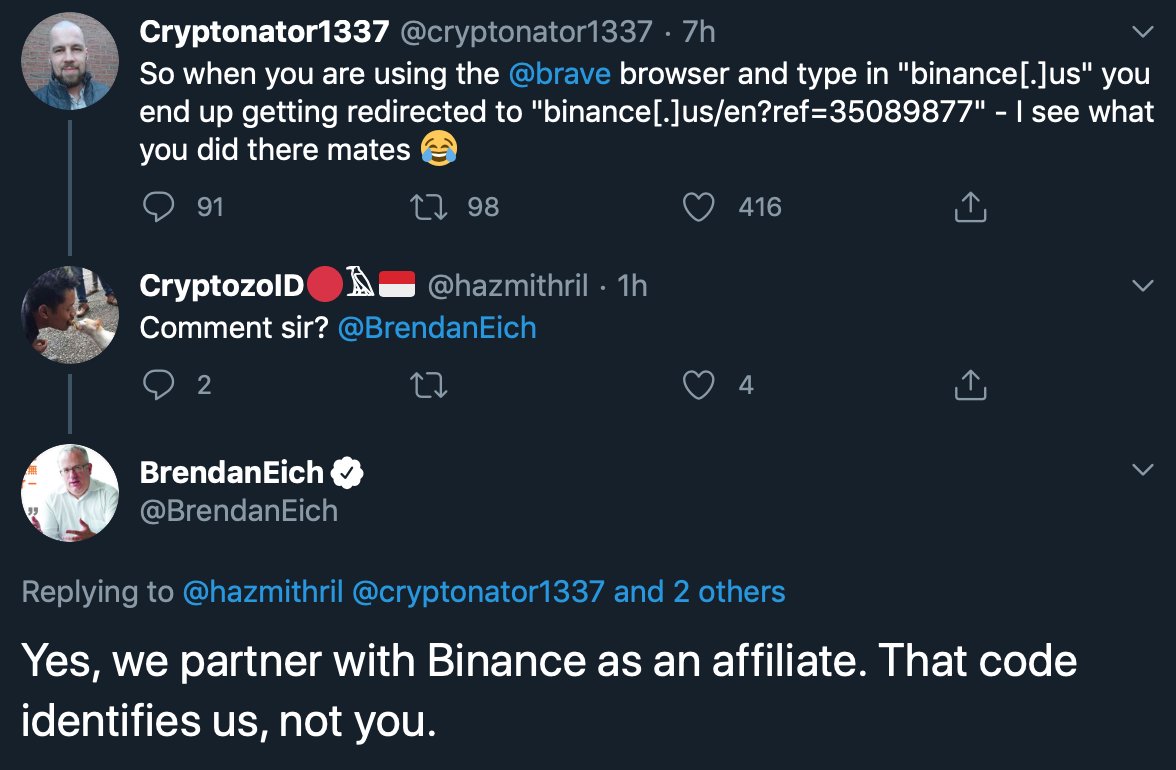 Cryptonator1337 @cryptonator1337 · 7h
So when you are using the @brave browser and type in "binance[.]us" you
end up getting redirected to "binance[.]us/en?ref=35089877" - I see what
you did there mates 😂
91 98 416
CryptozoID🔴𓅃🇮🇩 @hazmithril · 1h
Comment sir? @BrendanEich
2 4
BrendanEich
@BrendanEich
Replying to @hazmithril @cryptonator1337 and 2 others
Yes, we partner with Binance as an affiliate. That code
identifies us, not you.